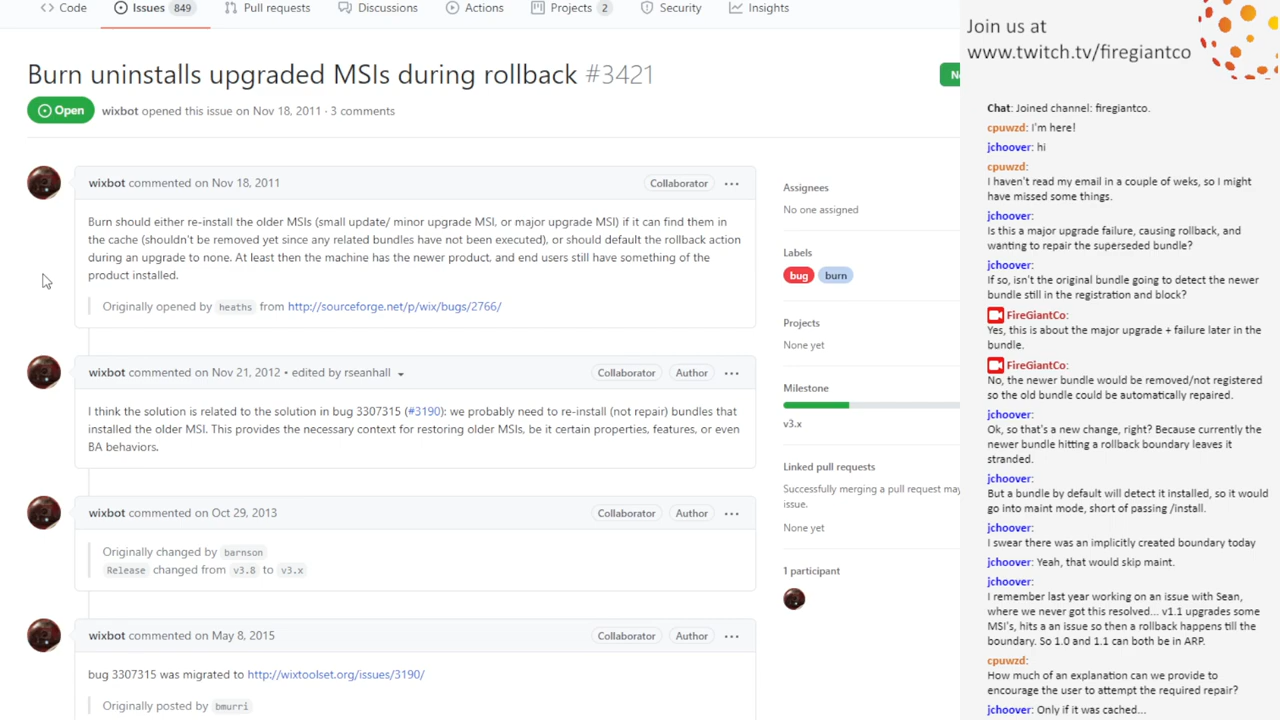 Code
Issues 849
Pull requests
Discussions
Actions
Projects 2
Security
Insights
Burn uninstalls upgraded MSIs during rollback #3421
Open
wixbot opened this issue on Nov 18, 2011 · 3 comments
wixbot commented on Nov 18, 2011
Collaborator
Burn should either re-install the older MSIs (small update/ minor upgrade MSI, or major upgrade MSI) if it can find them in
the cache (shouldn't be removed yet since any related bundles have not been executed), or should default the rollback action
during an upgrade to none. At least then the machine has the newer product, and end users still have something of the
product installed.
Originally opened by heaths from http://sourceforge.net/p/wix/bugs/2766/
wixbot commented on Nov 21, 2012 • edited by rseanhall
Collaborator
Author
I think the solution is related to the solution in bug 3307315 (#3190): we probably need to re-install (not repair) bundles that
installed the older MSI. This provides the necessary context for restoring older MSIs, be it certain properties, features, or even
BA behaviors.
wixbot commented on Oct 29, 2013
Collaborator
Author
Originally changed by barnson
Release changed from v3.8 to v3.x
wixbot commented on May 8, 2015
Collaborator
Author
bug 3307315 was migrated to http://wixtoolset.org/issues/3190/
Originally posted by bmurri
Assignees
No one assigned
Labels
bug
burn
Projects
None yet
Milestone
v3.x
Linked pull requests
Successfully merging a pull request may
issue.
None yet
1 participant
Join us at
www.twitch.tv/firegiantco
Chat: Joined channel: firegiantco.
cpuwzd: I'm here!
jchoover: hi
cpuwzd:
I haven't read my email in a couple of weks, so I might
have missed some things.
jchoover:
Is this a major upgrade failure, causing rollback, and
wanting to repair the superseded bundle?
jchoover:
If so, isn't the original bundle going to detect the newer
bundle still in the registration and block?
FireGiantCo:
Yes, this is about the major upgrade + failure later in the
bundle.
FireGiantCo:
No, the newer bundle would be removed/not registered
so the old bundle could be automatically repaired.
jchoover:
Ok, so that's a new change, right? Because currently the
newer bundle hitting a rollback boundary leaves it
stranded.
jchoover:
But a bundle by default will detect it installed, so it would
go into maint mode, short of passing /install.
jchoover:
I swear there was an implicitly created boundary today
jchoover: Yeah, that would skip maint.
jchoover:
I remember last year working on an issue with Sean,
where we never got this resolved... v1.1 upgrades some
MSI's, hits a an issue so then a rollback happens till the
boundary. So 1.0 and 1.1 can both be in ARP.
cpuwzd:
How much of an explanation can we provide to
encourage the user to attempt the required repair?
jchoover: Only if it was cached...